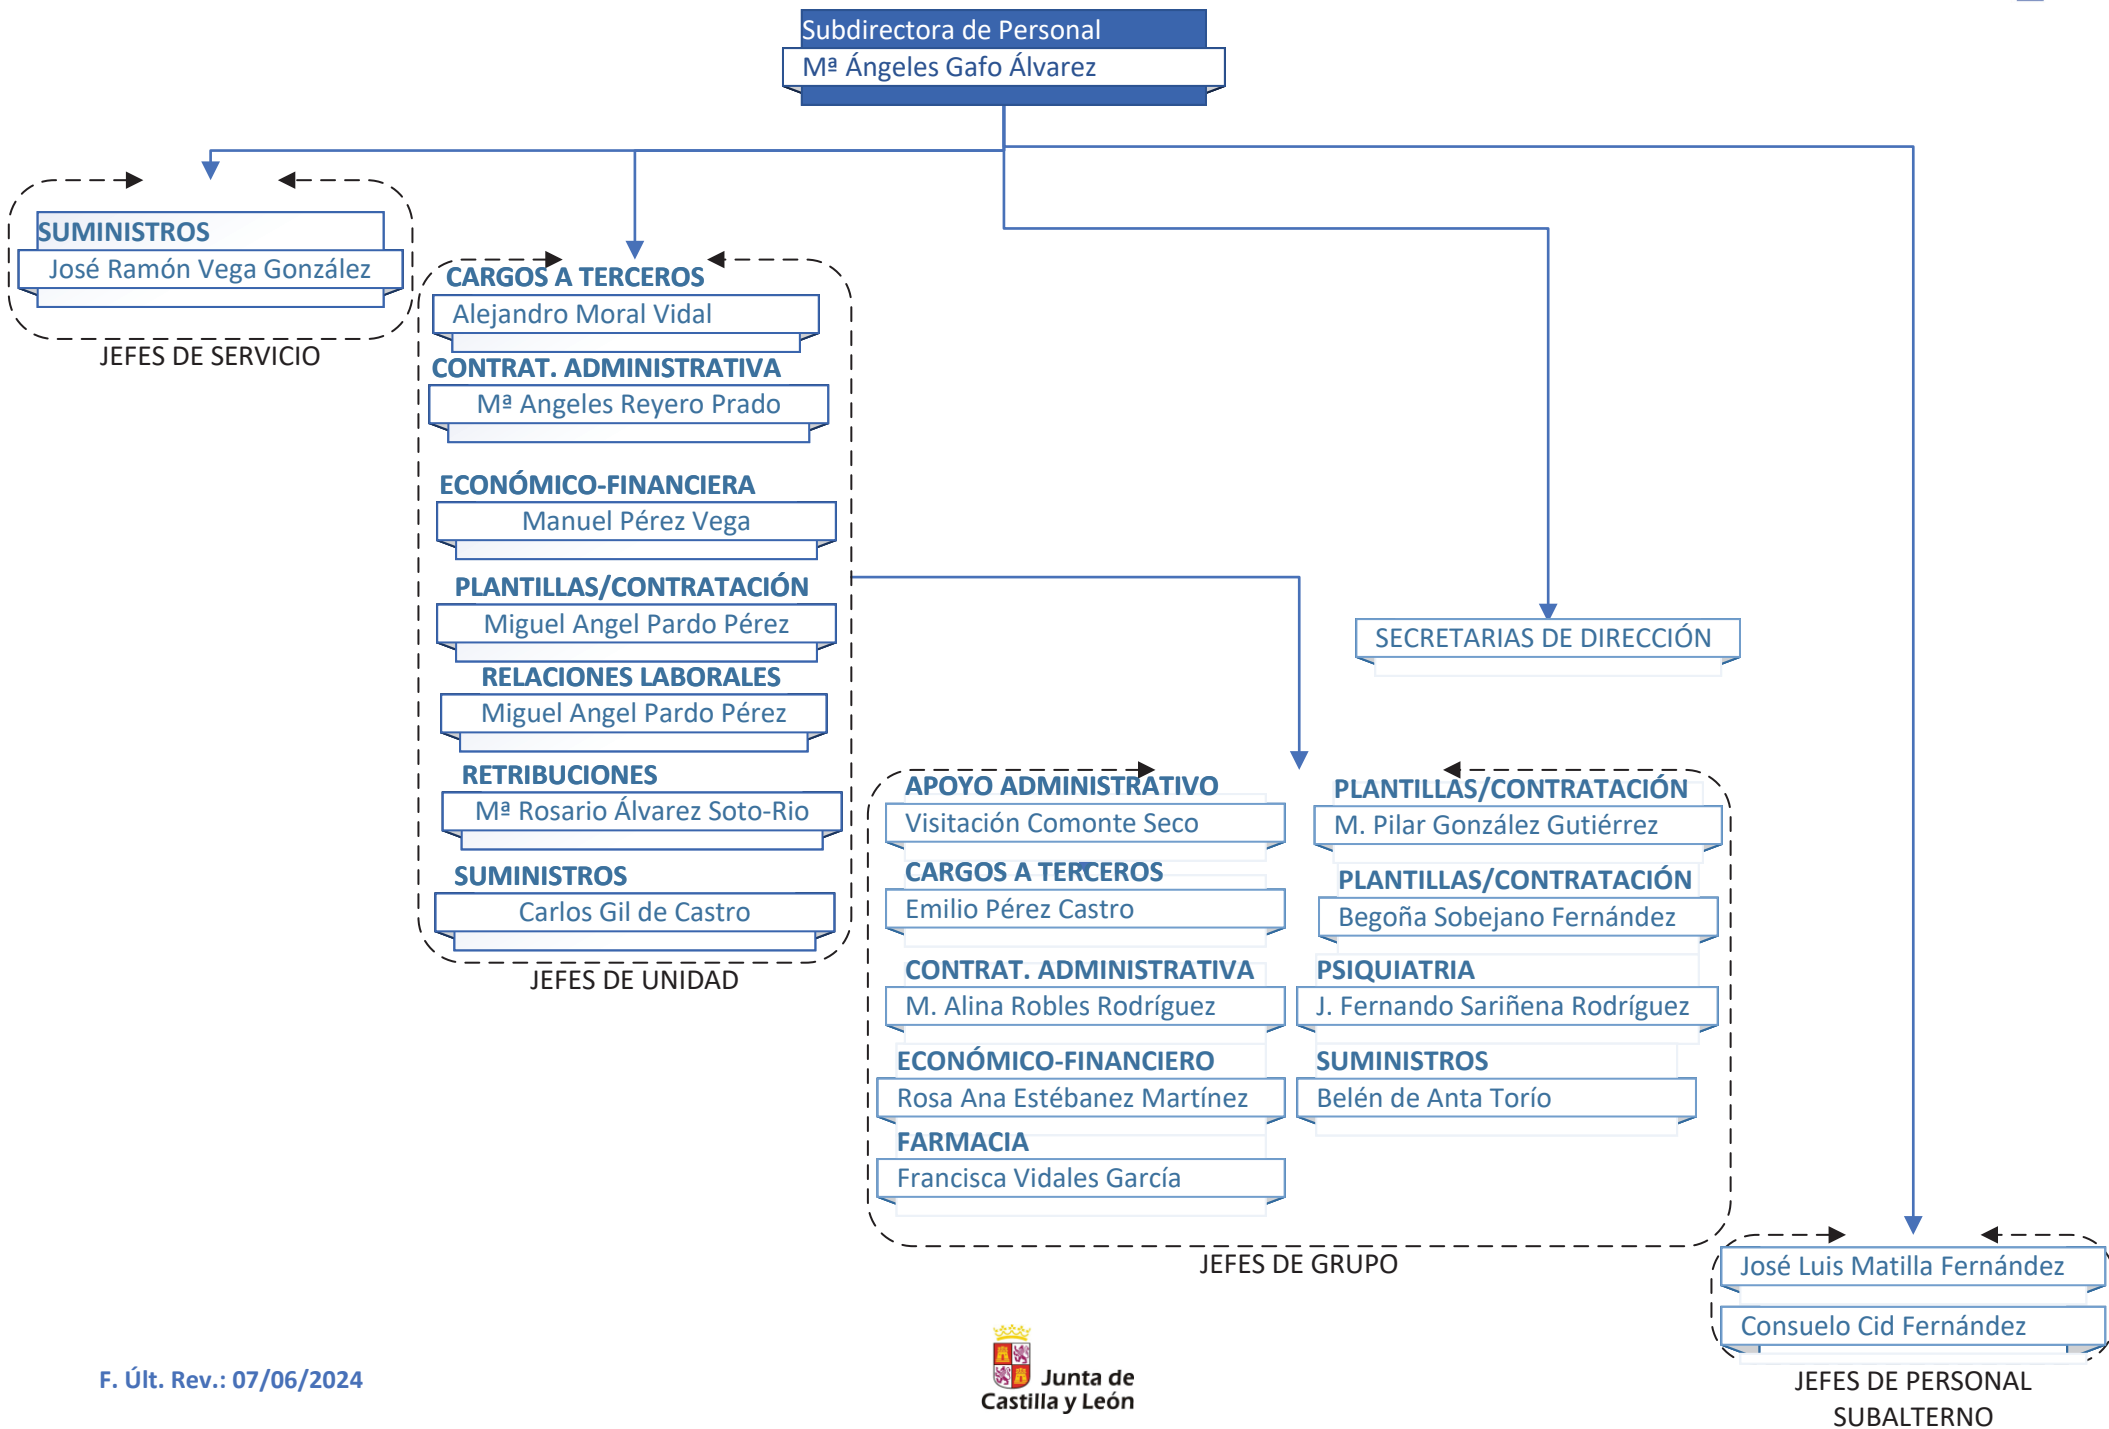 Subdirectora de Personal
Mª Ángeles Gafo Álvarez
SUMINISTROS
José Ramón Vega González
JEFES DE SERVICIO
CARGOS A TERCEROS
Alejandro Moral Vidal
CONTRAT. ADMINISTRATIVA
Mª Angeles Reyero Prado
ECONÓMICO-FINANCIERA
Manuel Pérez Vega
PLANTILLAS/CONTRATACIÓN
Miguel Angel Pardo Pérez
RELACIONES LABORALES
Miguel Angel Pardo Pérez
RETRIBUCIONES
Mª Rosario Álvarez Soto-Rio
SUMINISTROS
Carlos Gil de Castro
JEFES DE UNIDAD
SECRETARIAS DE DIRECCIÓN
APOYO ADMINISTRATIVO
Visitación Comonte Seco
CARGOS A TERCEROS
Emilio Pérez Castro
CONTRAT. ADMINISTRATIVA
M. Alina Robles Rodríguez
ECONÓMICO-FINANCIERO
Rosa Ana Estébanez Martínez
FARMACIA
Francisca Vidales García
PLANTILLAS/CONTRATACIÓN
M. Pilar González Gutiérrez
PLANTILLAS/CONTRATACIÓN
Begoña Sobejano Fernández
PSIQUIATRIA
J. Fernando Sariñena Rodríguez
SUMINISTROS
Belén de Anta Torío
JEFES DE GRUPO
José Luis Matilla Fernández
Consuelo Cid Fernández
JEFES DE PERSONAL
SUBALTERNO
F. Últ. Rev.: 07/06/2024
Junta de
Castilla y León